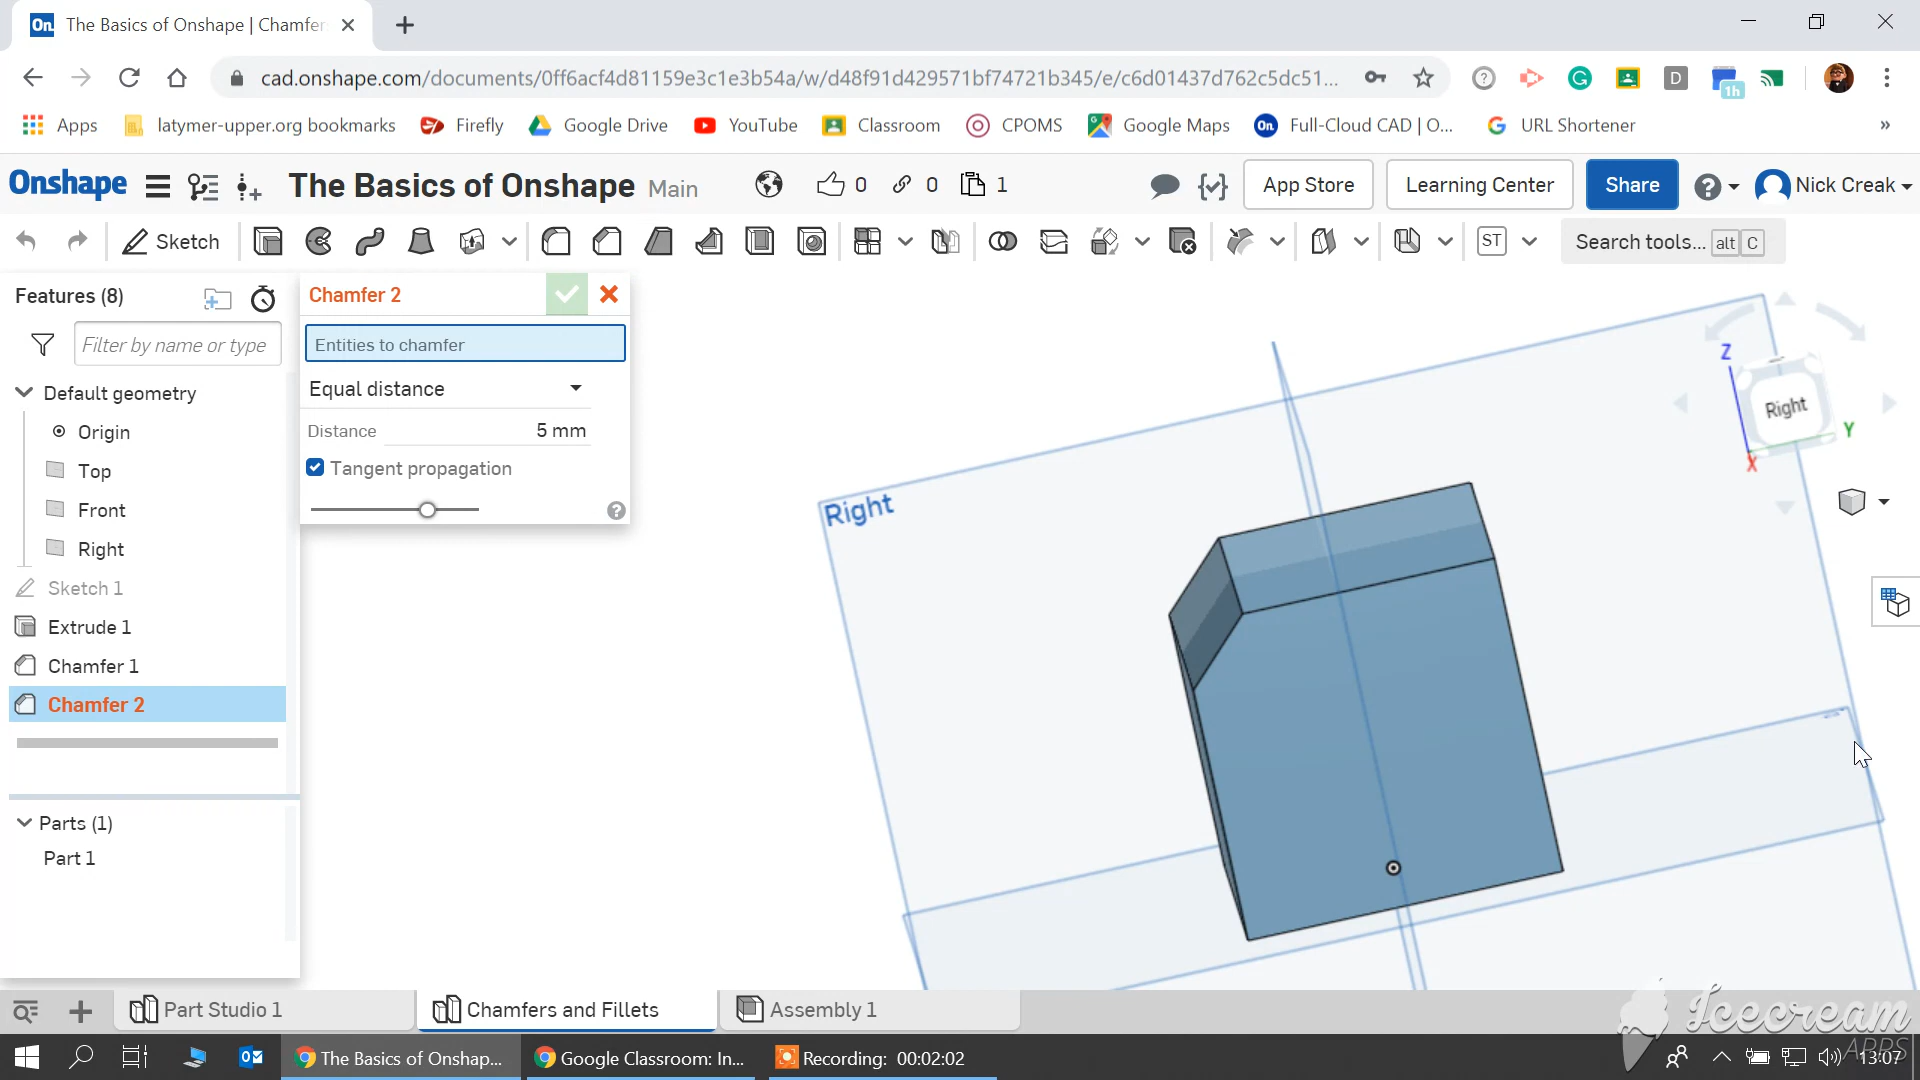 The Basics of Onshape | Chamfer
cad.onshape.com/documents/0ff6acf4d81159e3c1e3b54a/w/d48f91d429571bf74721b345/e/c6d01437d762c5dc51...
1h
Apps
latymer-upper.org bookmarks
Firefly
Google Drive
YouTube
Classroom
CPOMS
Google Maps
Full-Cloud CAD | O...
URL Shortener
Onshape
The Basics of Onshape Main
0
0
1
App Store
Learning Center
Share
Nick Creak
Sketch
ST
Search tools... alt C
Features (8)
Filter by name or type
Default geometry
Origin
Top
Front
Right
Sketch 1
Extrude 1
Chamfer 1
Chamfer 2
Parts (1)
Part 1
Chamfer 2
Entities to chamfer
Equal distance
Distance 5 mm
Tangent propagation
Right
Z
Right
Y
X
Part Studio 1
Chamfers and Fillets
Assembly 1
Icecream
APPS
The Basics of Onshap...
Google Classroom: In...
Recording: 00:02:02
13:07